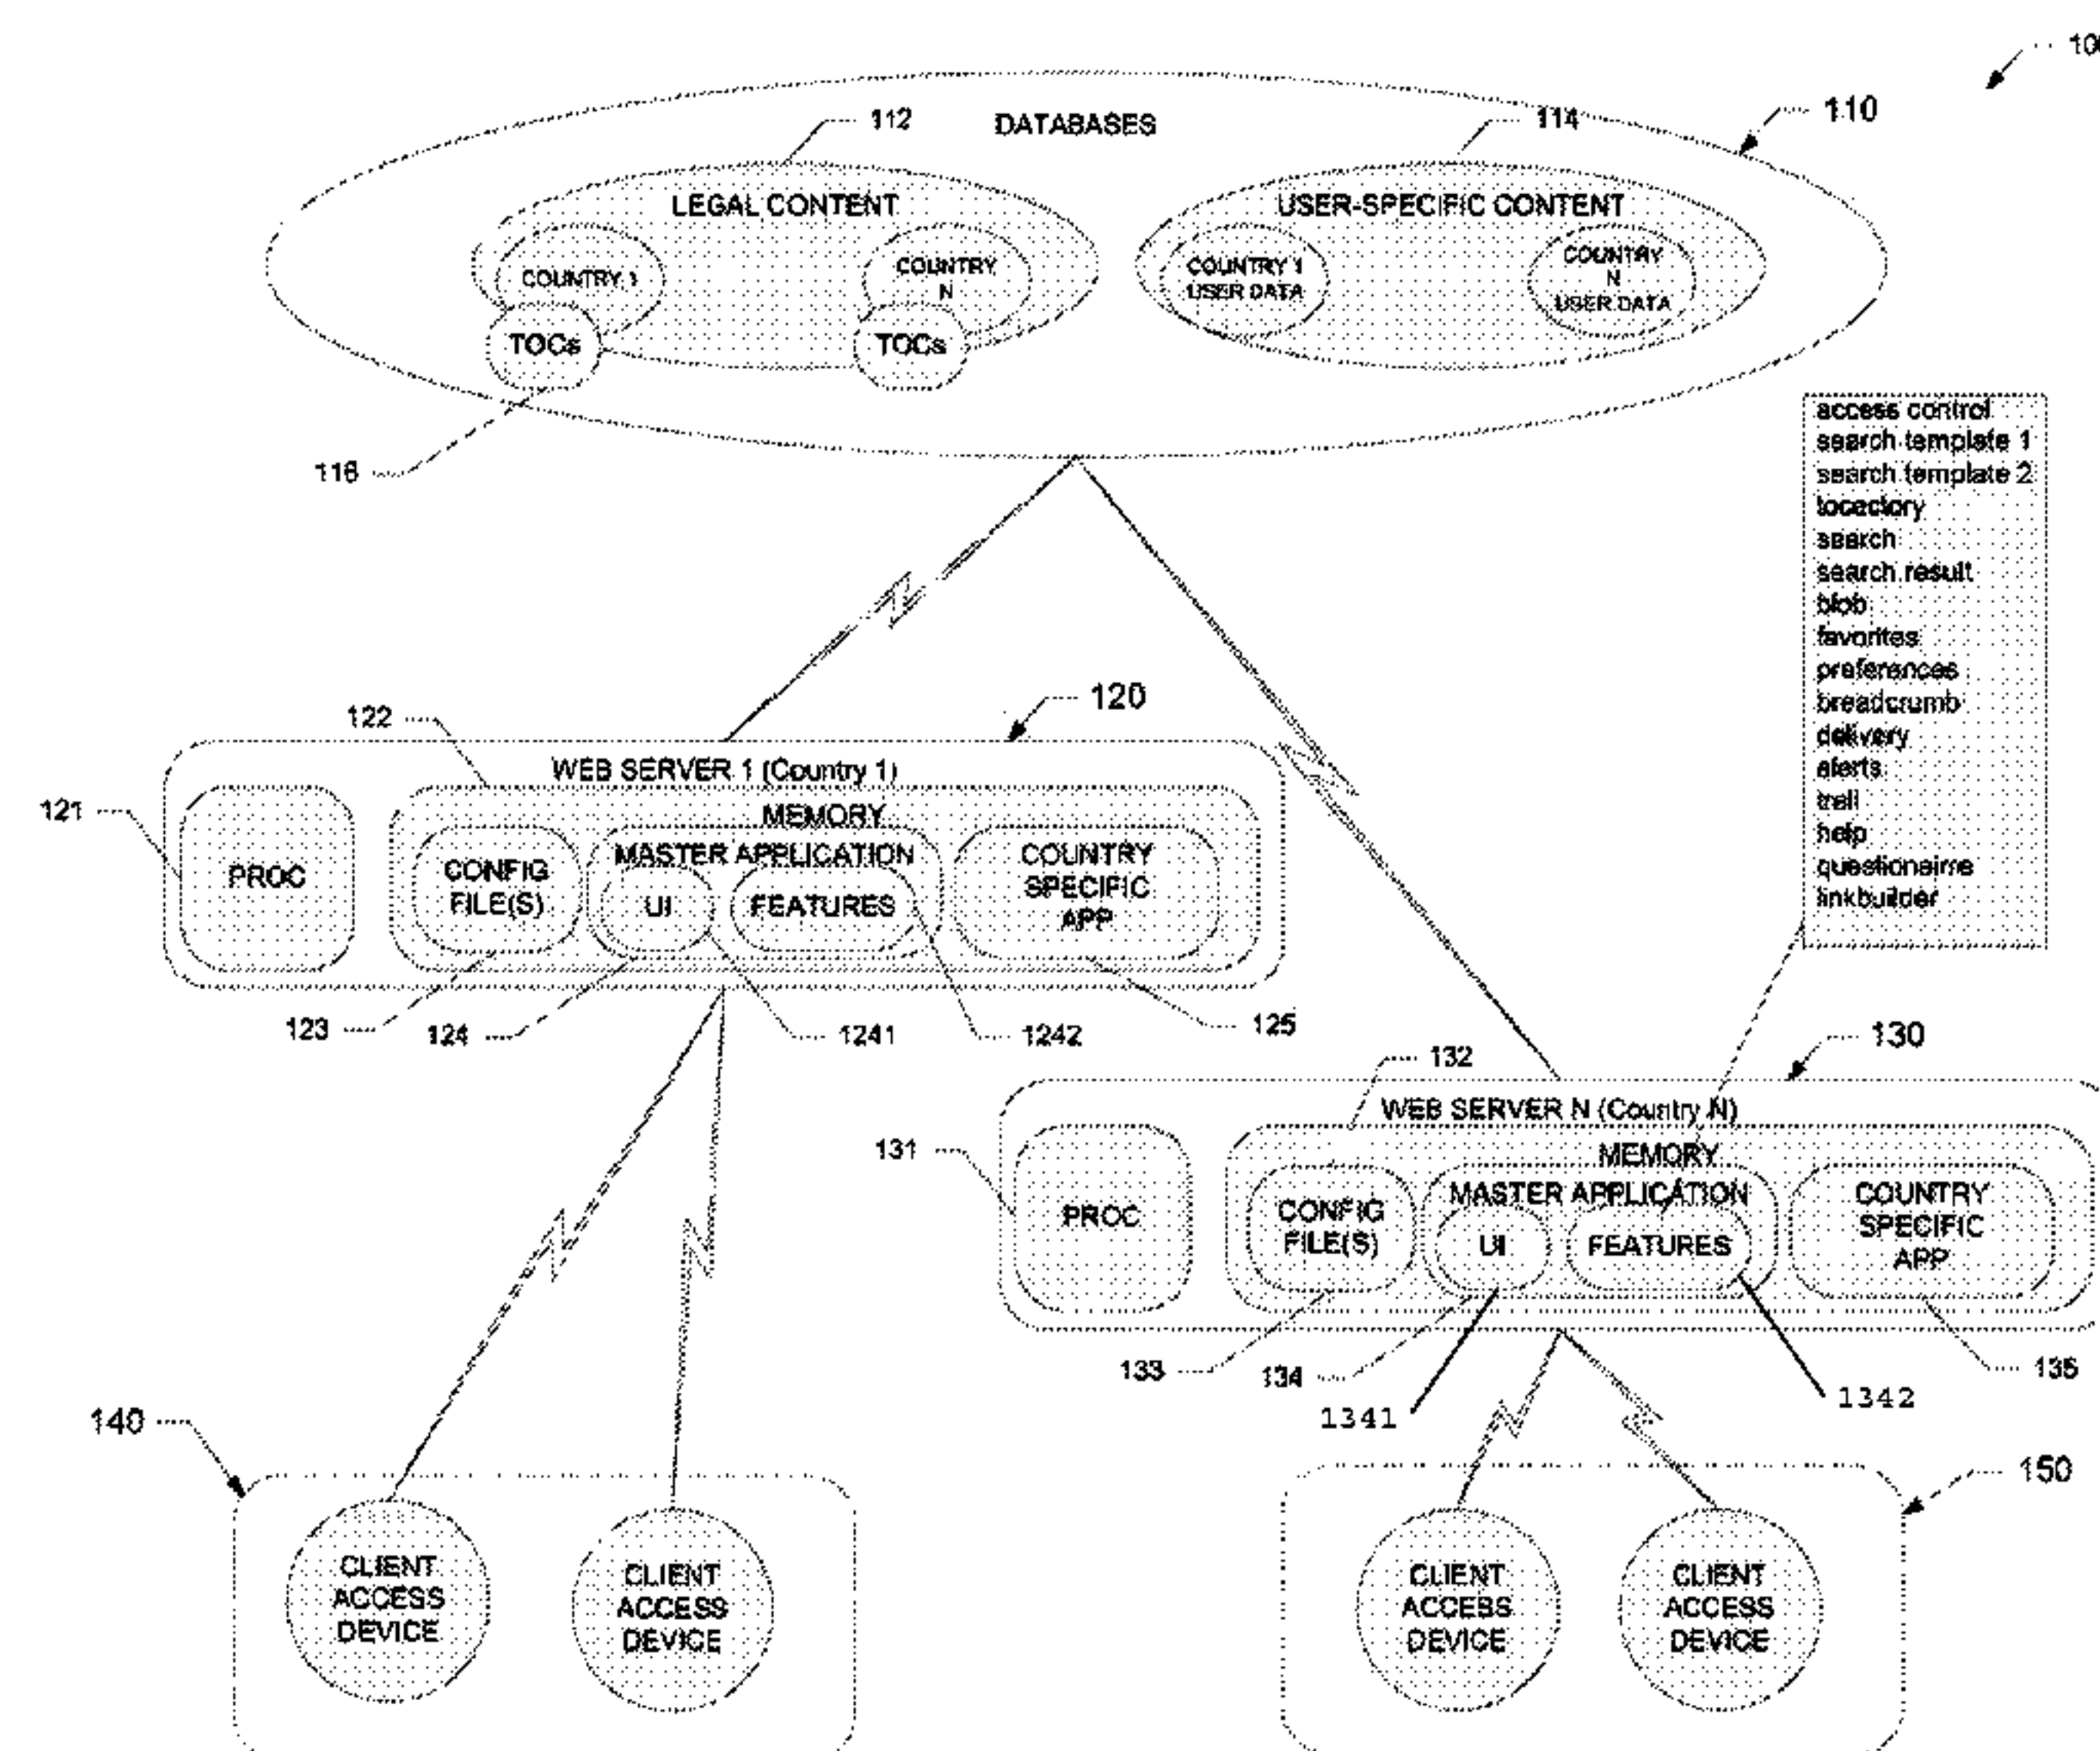 112
DATABASES
114
110
LEGAL CONTENT
USER-SPECIFIC CONTENT
COUNTRY 1
COUNTRY
N
COUNTRY 1
USER DATA
COUNTRY
N
USER DATA
TOCs
TOCs
116
access control
search template 1
search template 2
tocectory
search
search result
blob
favorites
preferences
breadcrumb
delivery
alerts
trail
help
questionairre
linkbuilder
122
120
WEB SERVER 1 (Country 1)
121
MEMORY
PROC
CONFIG
FILE(S)
MASTER APPLICATION
UI
FEATURES
COUNTRY
SPECIFIC
APP
123
124
1241
1242
125
132
130
WEB SERVER N (Country N)
131
MEMORY
PROC
CONFIG
FILE(S)
MASTER APPLICATION
UI
FEATURES
COUNTRY
SPECIFIC
APP
133
134
1341
1342
135
140
150
CLIENT
ACCESS
DEVICE
CLIENT
ACCESS
DEVICE
CLIENT
ACCESS
DEVICE
CLIENT
ACCESS
DEVICE